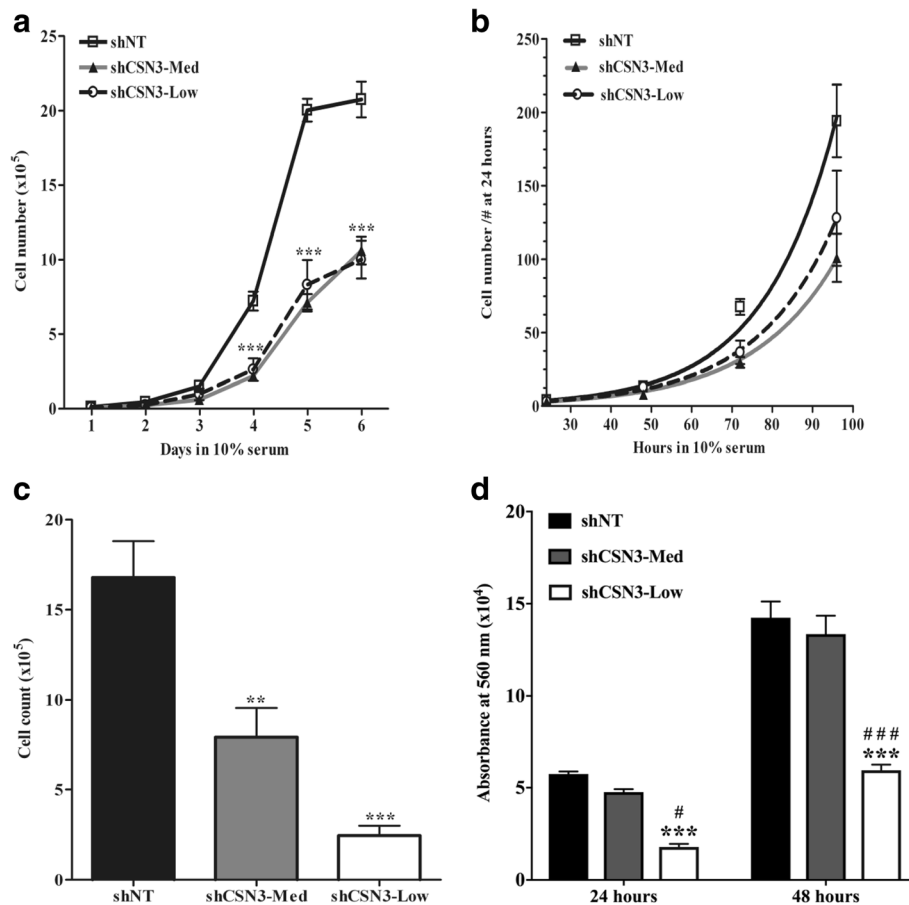 a
25
20
15
10
5
0
Cell number (x10⁵)
shNT
shCSN3-Med
shCSN3-Low
***
***
***
1 2 3 4 5 6
Days in 10% serum
b
250
200
150
100
50
0
Cell number /# at 24 hours
shNT
shCSN3-Med
shCSN3-Low
30 40 50 60 70 80 90 100
Hours in 10% serum
c
20
15
10
5
0
Cell count (x10⁵)
**
***
shNT shCSN3-Med shCSN3-Low
d
20
15
10
5
0
Absorbance at 560 nm (x10⁴)
shNT
shCSN3-Med
shCSN3-Low
#
***
###
***
24 hours 48 hours